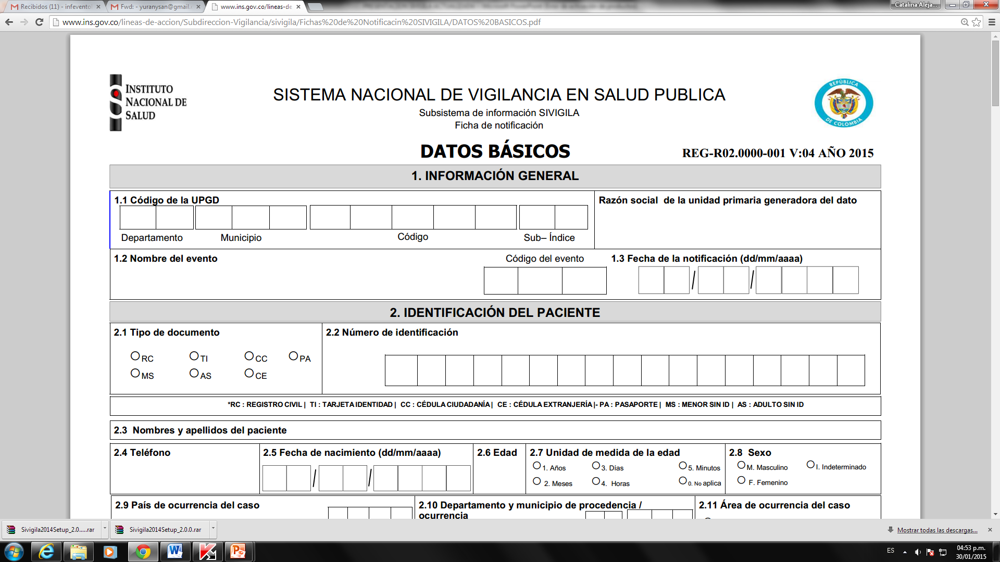 Recibidos (11) - infevento
Fwd: - yuranysan@gmail.c
www.ins.gov.co/lineas-de
Catalina Aleja...
www.ins.gov.co/lineas-de-accion/Subdireccion-Vigilancia/sivigila/Fichas%20de%20Notificacin%20SIVIGILA/DATOS%20BASICOS.pdf
INSTITUTO
NACIONAL DE
SALUD
SISTEMA NACIONAL DE VIGILANCIA EN SALUD PUBLICA
Subsistema de información SIVIGILA
Ficha de notificación
REPÚBLICA
DE COLOMBIA
DATOS BÁSICOS
REG-R02.0000-001 V:04 AÑO 2015
1. INFORMACIÓN GENERAL
1.1 Código de la UPGD
Razón social  de la unidad primaria generadora del dato
Departamento Municipio Código Sub– Índice
1.2 Nombre del evento
Código del evento
1.3 Fecha de la notificación (dd/mm/aaaa)
/ /
2. IDENTIFICACIÓN DEL PACIENTE
2.1 Tipo de documento
2.2 Número de identificación
RC TI CC PA
MS AS CE
*RC : REGISTRO CIVIL | TI : TARJETA IDENTIDAD | CC : CÉDULA CIUDADANÍA | CE : CÉDULA EXTRANJERÍA |- PA : PASAPORTE | MS : MENOR SIN ID | AS : ADULTO SIN ID
2.3  Nombres y apellidos del paciente
2.4 Teléfono
2.5 Fecha de nacimiento (dd/mm/aaaa)
/ /
2.6 Edad
2.7 Unidad de medida de la edad
1. Años 3. Días 5. Minutos
2. Meses 4.  Horas 0. No aplica
2.8  Sexo
M. Masculino I. Indeterminado
F. Femenino
2.9 País de ocurrencia del caso
2.10 Departamento y municipio de procedencia /
ocurrencia
2.11 Área de ocurrencia del caso
Sivigila2014Setup_2.0.....rar
Sivigila2014Setup_2.0.0.rar
Mostrar todas las descargas...
ES
04:53 p.m.
30/01/2015